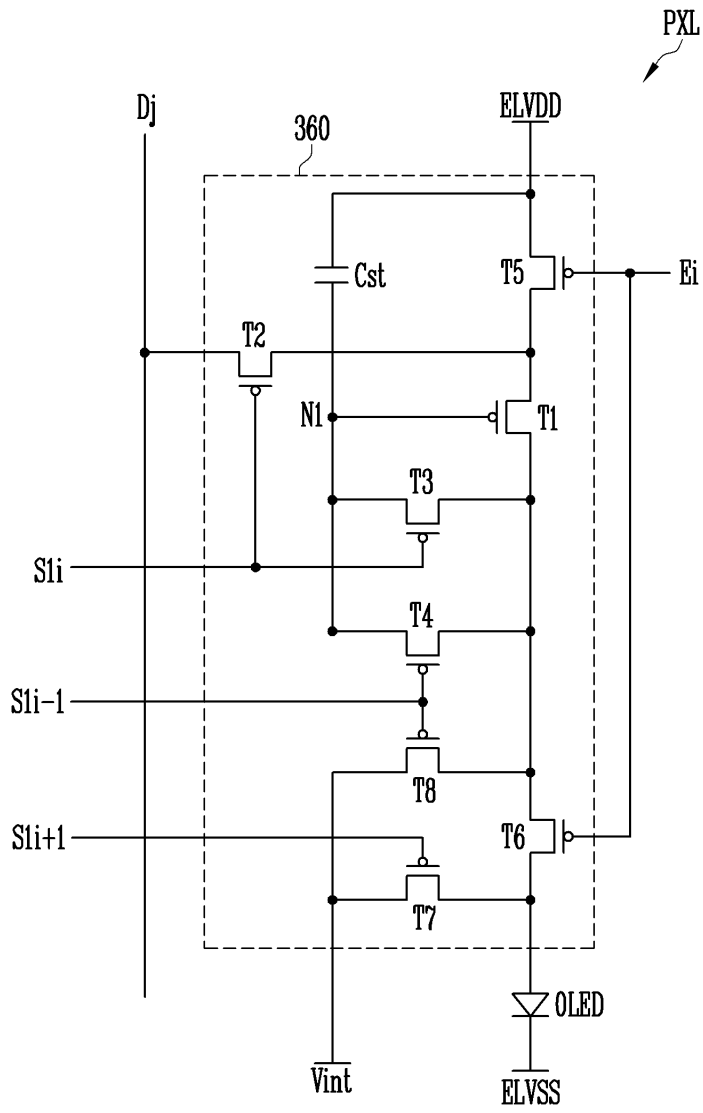 PXL
Dj
ELVDD
360
Cst
T5
Ei
T2
N1
T1
T3
S1i
T4
S1i-1
T8
S1i+1
T6
T7
OLED
Vint
ELVSS